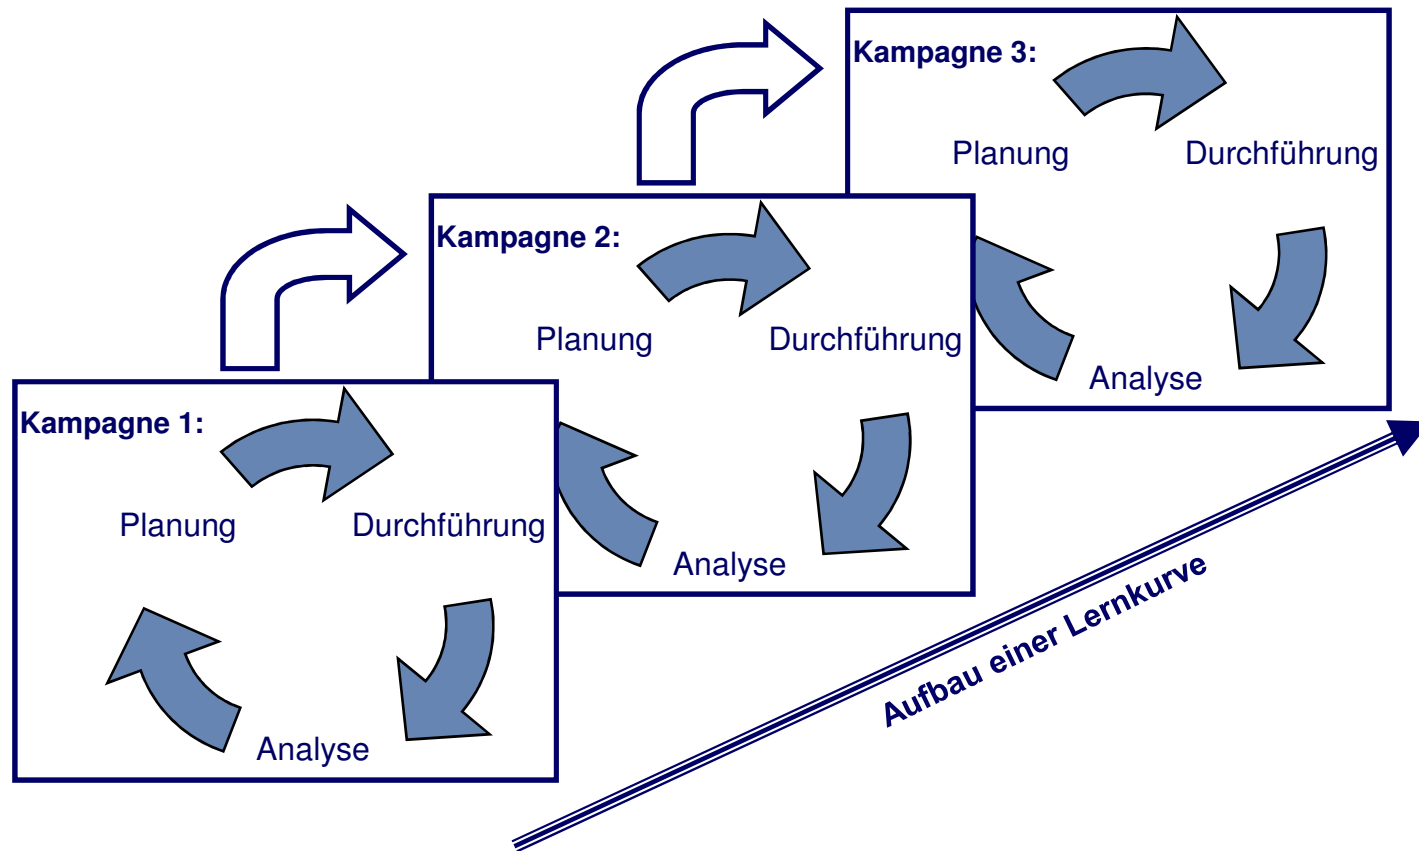 Kampagne 1:
Planung
Durchführung
Analyse
Kampagne 2:
Planung
Durchführung
Analyse
Kampagne 3:
Planung
Durchführung
Analyse
Aufbau einer Lernkurve